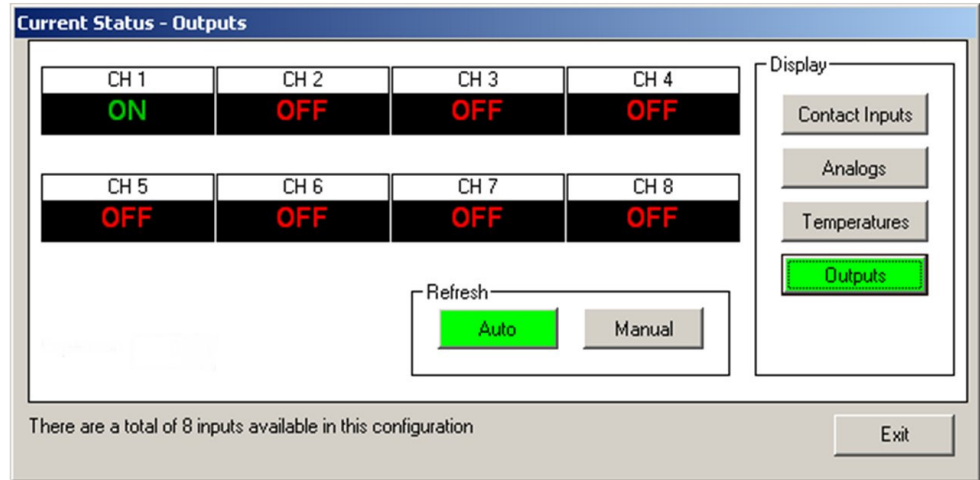 Current Status - Outputs
CH 1 CH 2 CH 3 CH 4
ON OFF OFF OFF
CH 5 CH 6 CH 7 CH 8
OFF OFF OFF OFF
Refresh
Auto Manual
Display
Contact Inputs
Analogs
Temperatures
Outputs
There are a total of 8 inputs available in this configuration
Exit